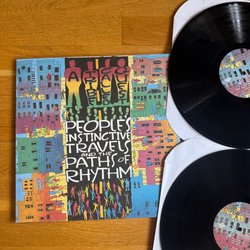 PEOPLE'S
INSTINCTIVE
TRAVELS
AND THE
PATHS OF
RHYTHM